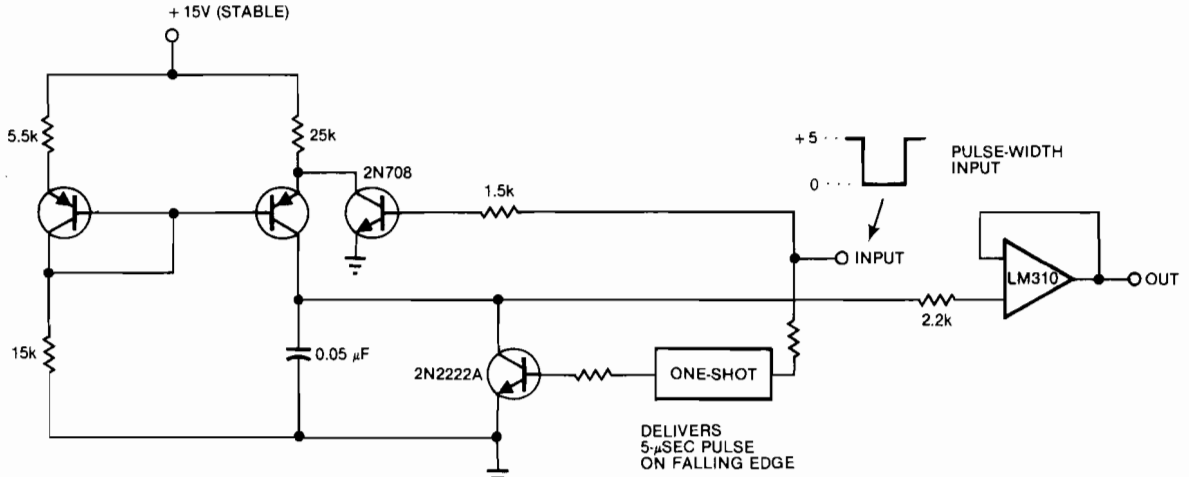 + 15V (STABLE)
5.5k
25k
2N708
1.5k
+ 5
0
PULSE-WIDTH
INPUT
INPUT
LM310
OUT
2.2k
15k
0.05 μF
2N2222A
ONE-SHOT
DELIVERS
5-μSEC PULSE
ON FALLING EDGE